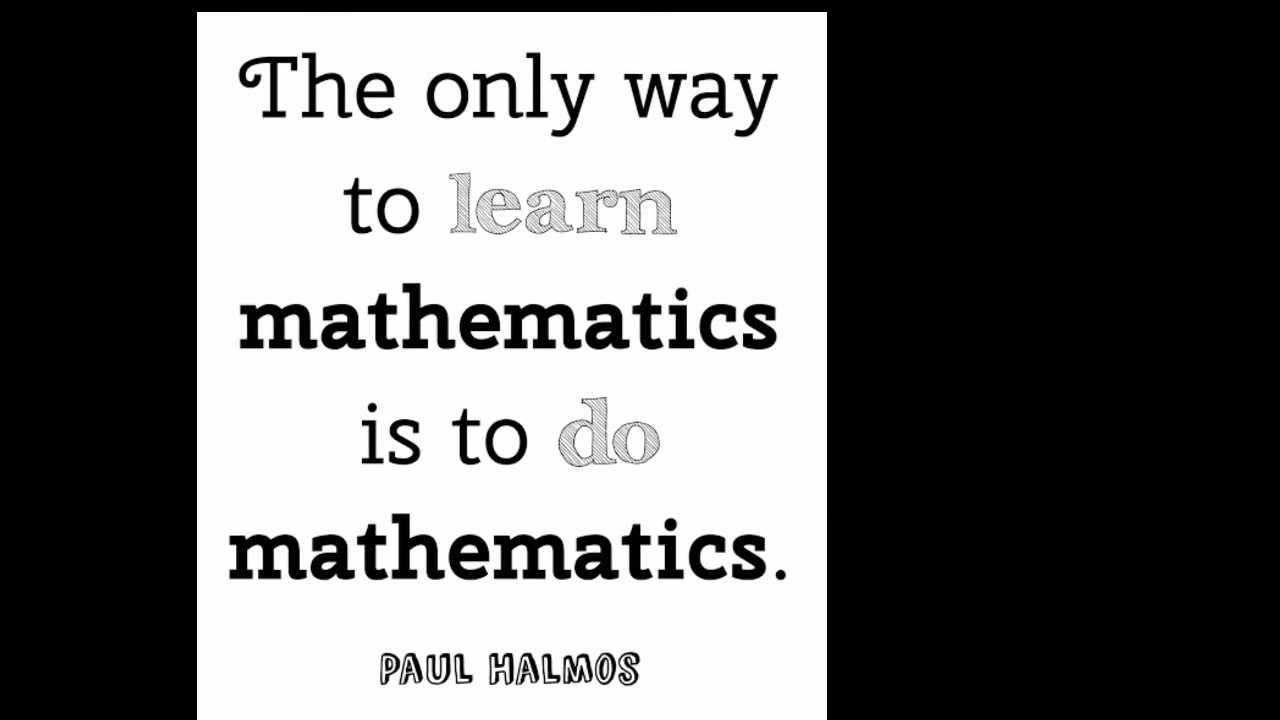 The only way
to learn
mathematics
is to do
mathematics.
PAUL HALMOS